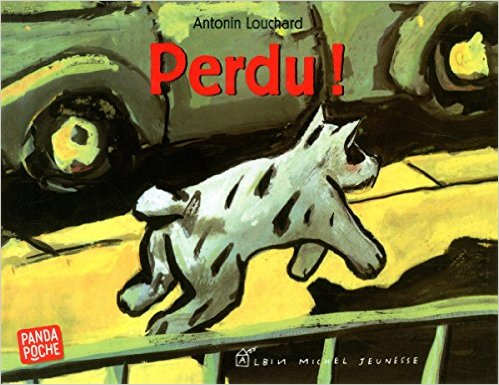 Antonin Louchard
Perdu !
PANDA
POCHE
ALBIN MICHEL JEUNESSE